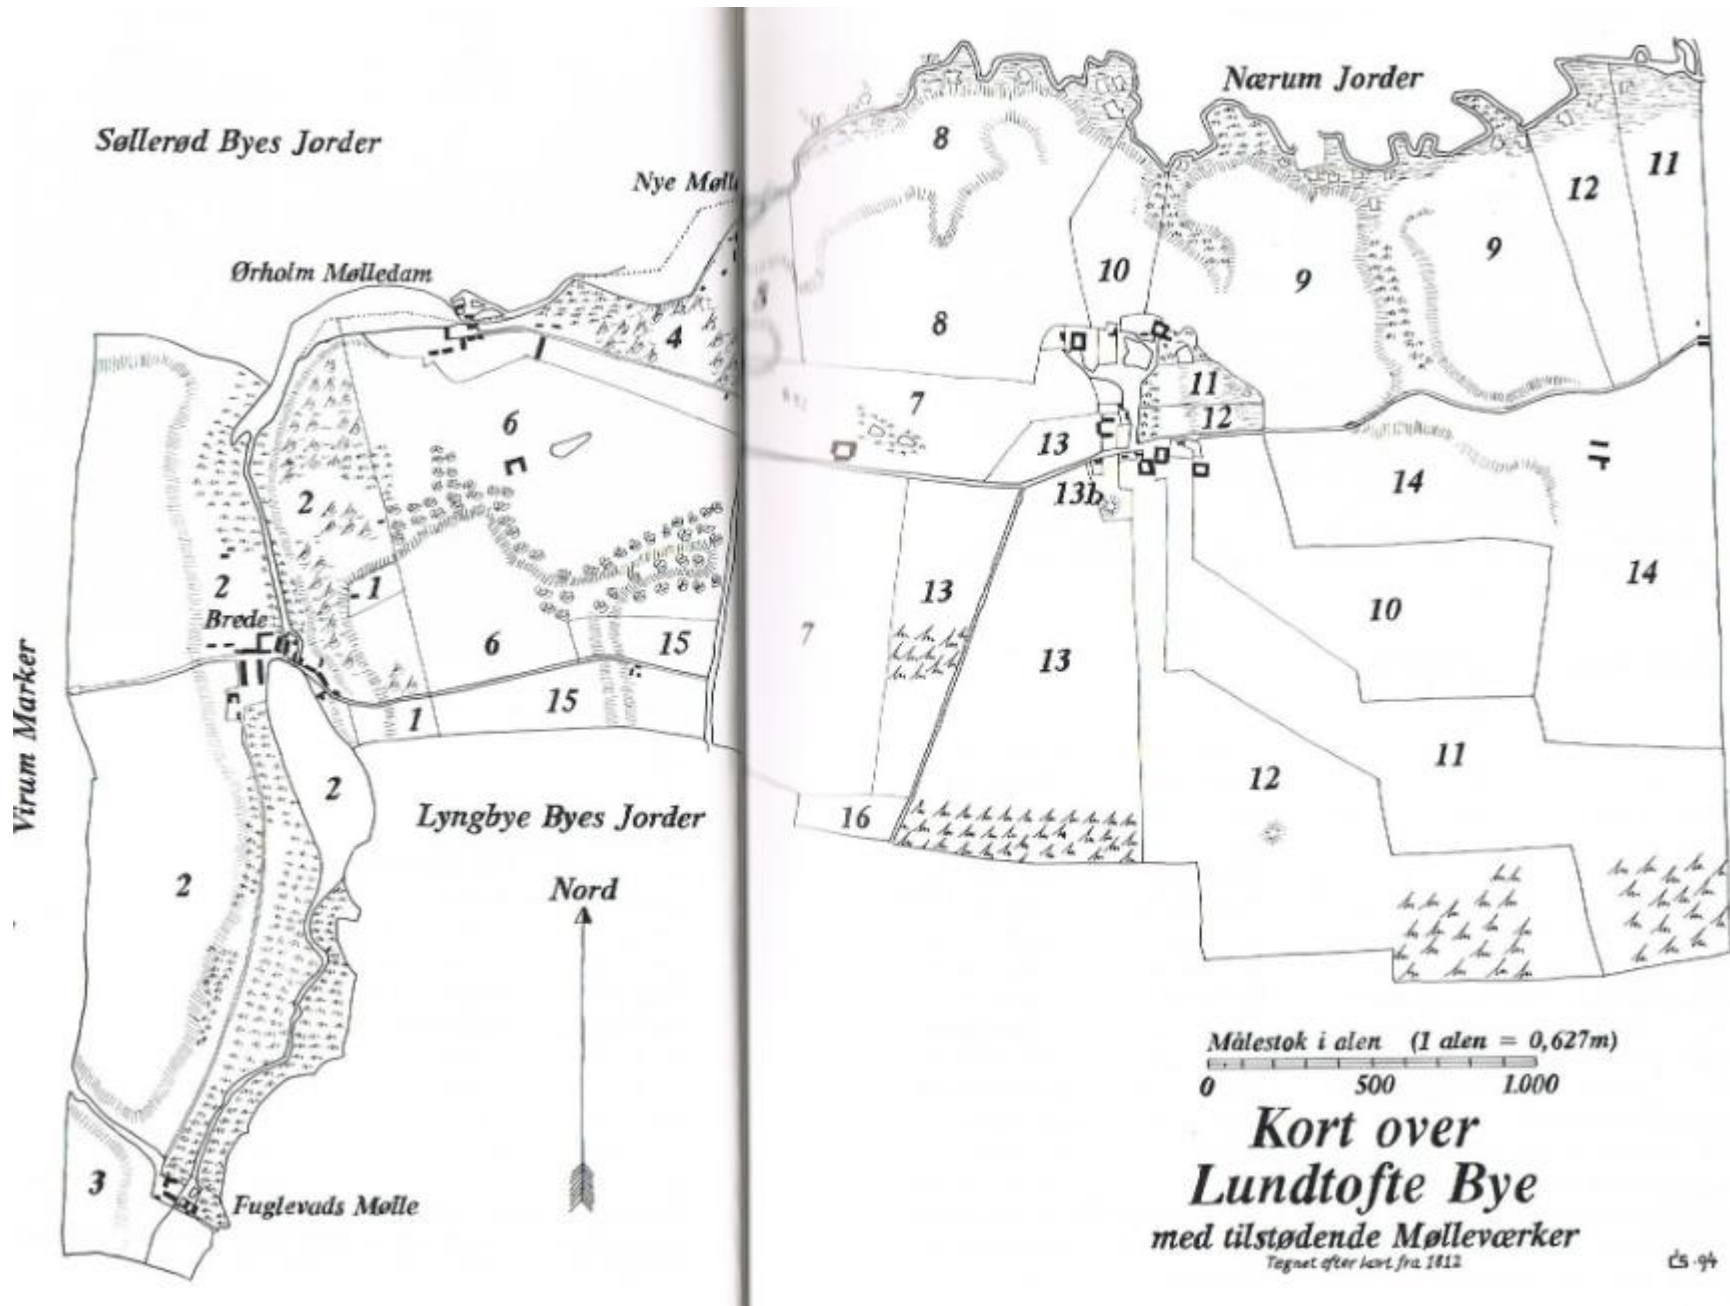 Søllerød Byes Jorder
Nærum Jorder
Nye Mølle
Ørholm Mølledam
8
12
11
9
9
10
8
4
5
6
7
11
12
13
13b
14
2
1
2
Brede
6
15
15
1
13
13
7
10
14
Virum Marker
2
Lyngbye Byes Jorder
16
12
11
2
Nord
3
Fuglevads Mølle
Målestok i alen (1 alen = 0,627m)
0 500 1.000
Kort over
Lundtofte Bye
med tilstødende Mølleværker
Tegnet efter kort fra 1812
CS-94